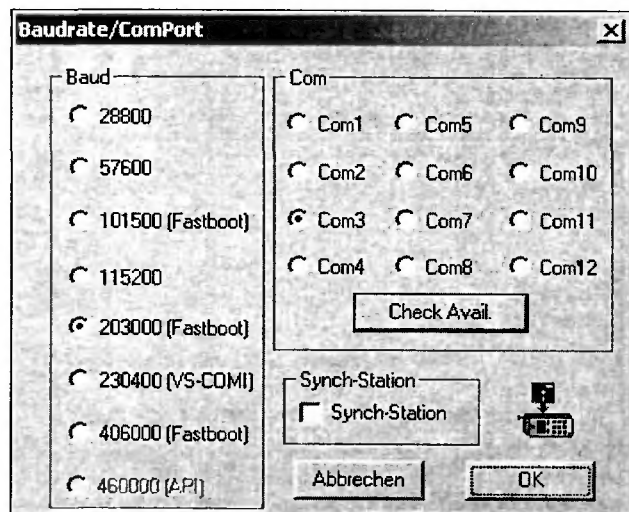 Baudrate/ComPort
Baud
28800
57600
101500 (Fastboot)
115200
203000 (Fastboot)
230400 (VS-COMI)
406000 (Fastboot)
460000 (API)
Com
Com1 Com5 Com9
Com2 Com6 Com10
Com3 Com7 Com11
Com4 Com8 Com12
Check Avail.
Synch-Station
Synch-Station
Abbrechen OK